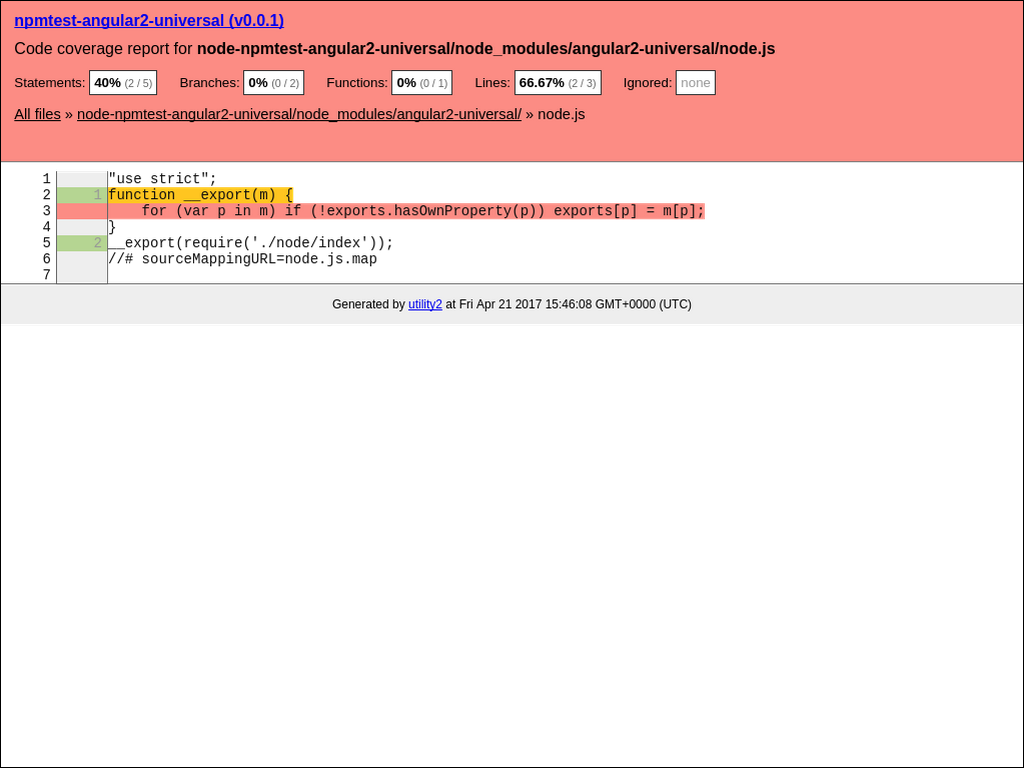 npmtest-angular2-universal (v0.0.1)
Code coverage report for node-npmtest-angular2-universal/node_modules/angular2-universal/node.js
Statements: 40% (2 / 5) Branches: 0% (0 / 2) Functions: 0% (0 / 1) Lines: 66.67% (2 / 3) Ignored: none
All files » node-npmtest-angular2-universal/node_modules/angular2-universal/ » node.js
1 "use strict";
2 1 function __export(m) {
3 for (var p in m) if (!exports.hasOwnProperty(p)) exports[p] = m[p];
4 }
5 2 __export(require('./node/index'));
6 //# sourceMappingURL=node.js.map
7
Generated by utility2 at Fri Apr 21 2017 15:46:08 GMT+0000 (UTC)